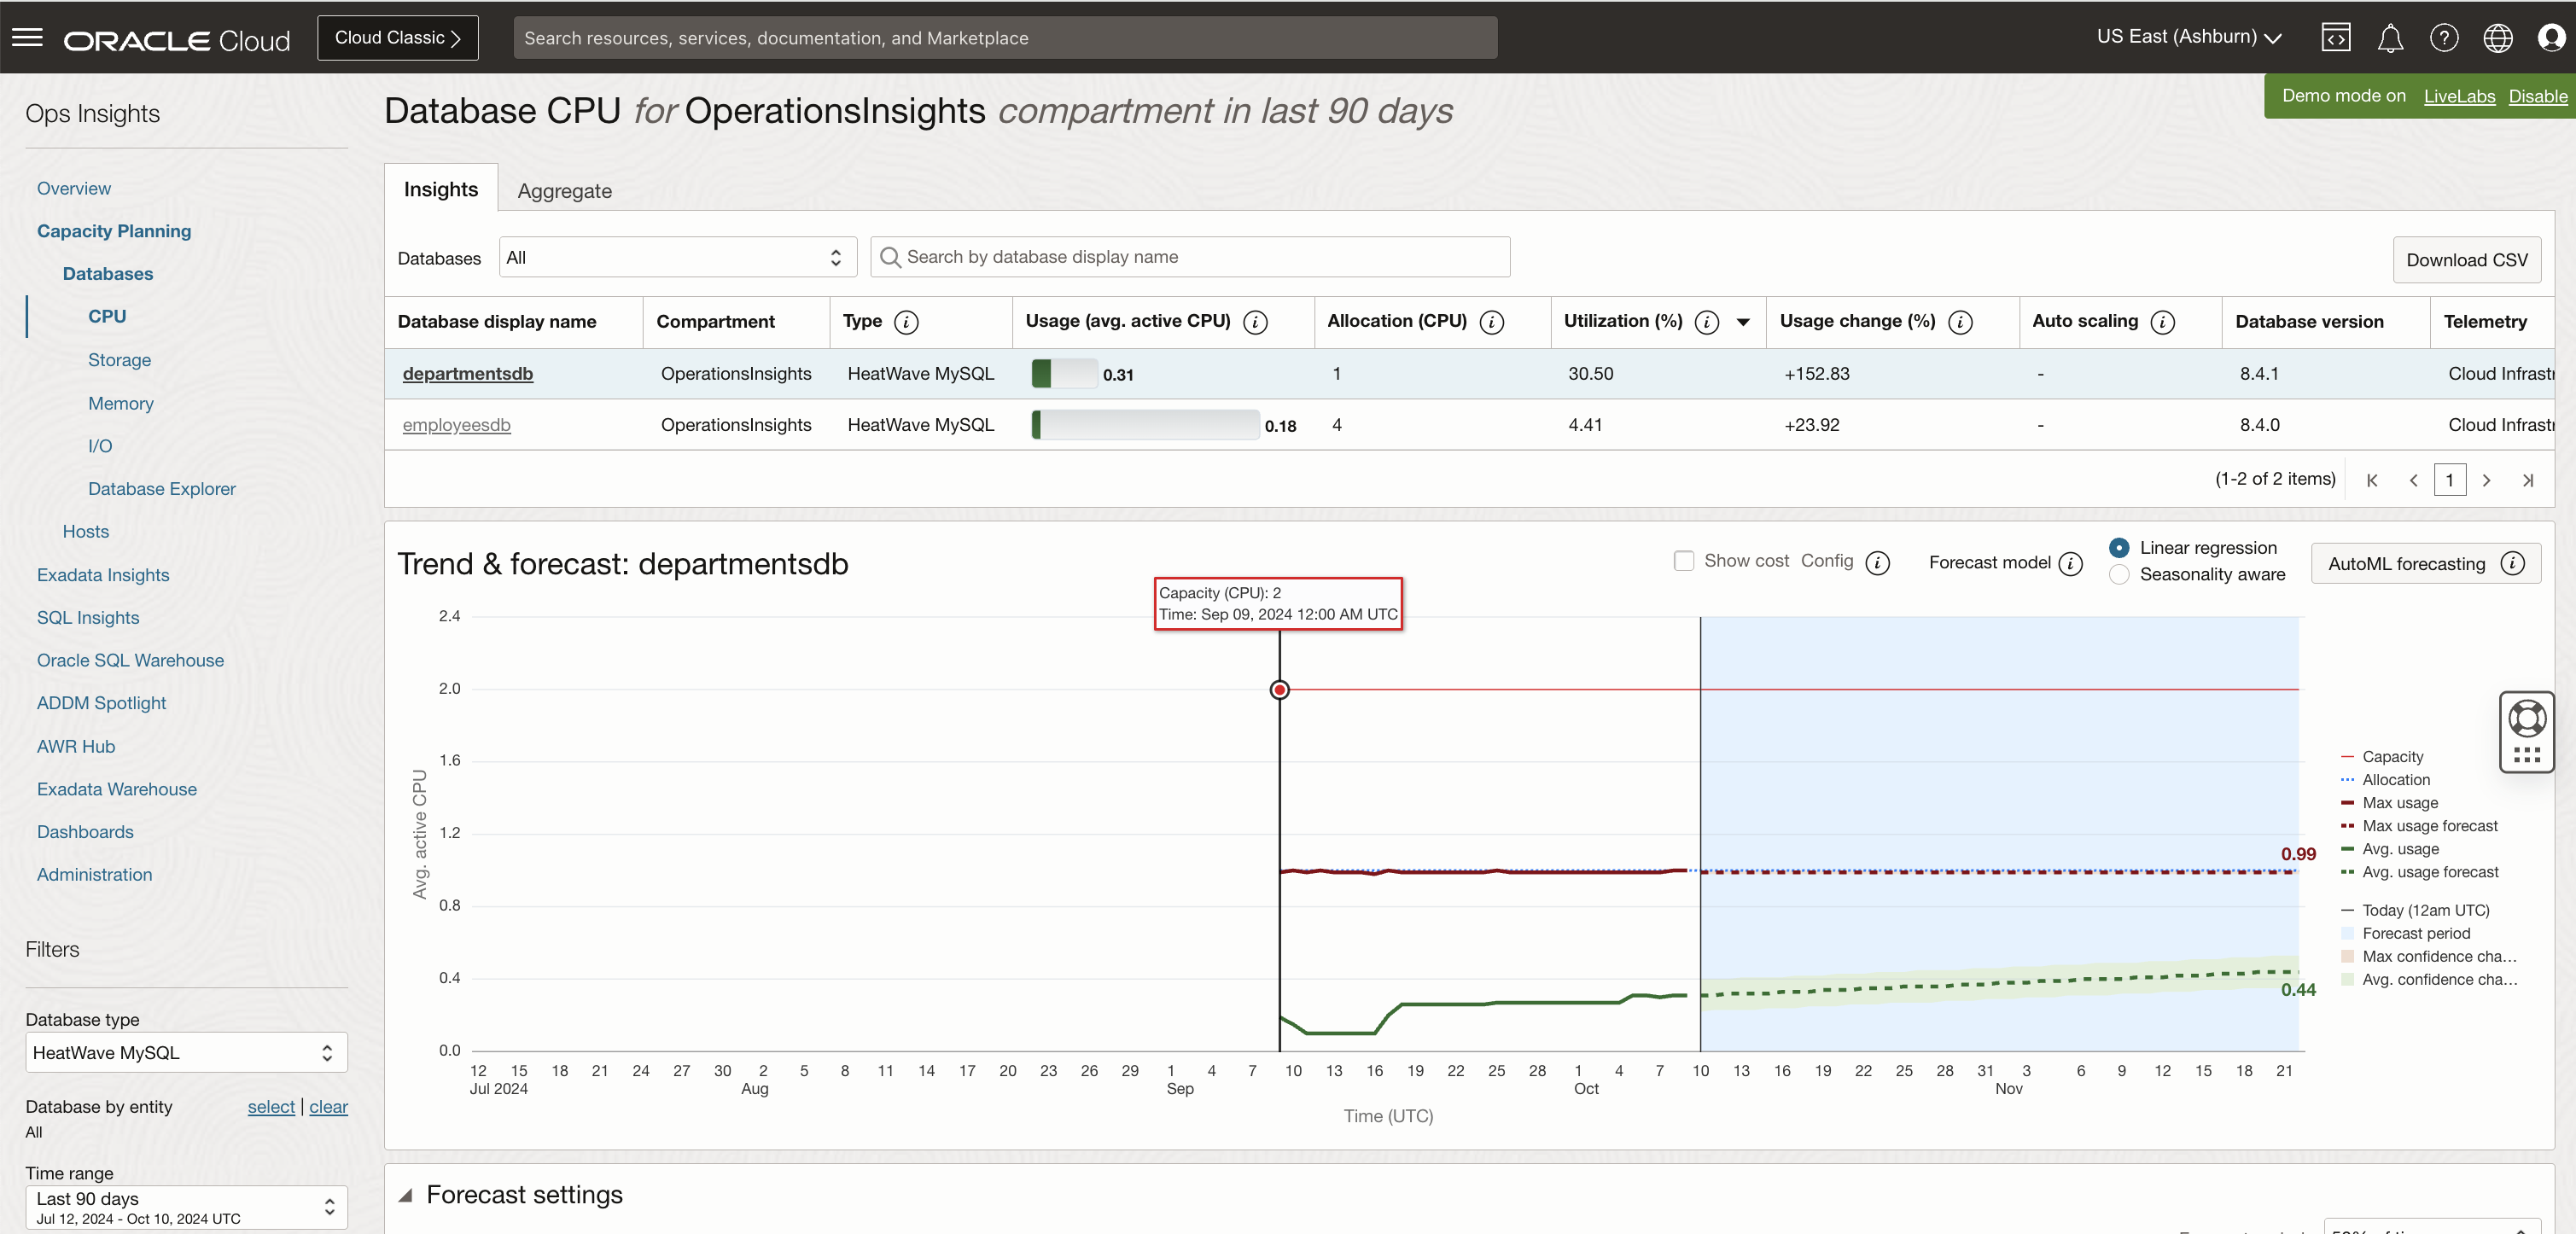 ORACLE Cloud
Cloud Classic
Search resources, services, documentation, and Marketplace
US East (Ashburn)
Demo mode on LiveLabs Disable
Ops Insights
Overview
Capacity Planning
Databases
CPU
Storage
Memory
I/O
Database Explorer
Hosts
Exadata Insights
SQL Insights
Oracle SQL Warehouse
ADDM Spotlight
AWR Hub
Exadata Warehouse
Dashboards
Administration
Filters
Database type
HeatWave MySQL
Database by entity select | clear
All
Time range
Last 90 days
Jul 12, 2024 - Oct 10, 2024 UTC
Database CPU for OperationsInsights compartment in last 90 days
Insights Aggregate
Databases All Search by database display name Download CSV
Database display name Compartment Type Usage (avg. active CPU) Allocation (CPU) Utilization (%) Usage change (%) Auto scaling Database version Telemetry
departmentsdb OperationsInsights HeatWave MySQL 0.31 1 30.50 +152.83 - 8.4.1 Cloud Infrastr
employeesdb OperationsInsights HeatWave MySQL 0.18 4 4.41 +23.92 - 8.4.0 Cloud Infrastr
(1-2 of 2 items) 1
Trend & forecast: departmentsdb
Show cost Config Forecast model
Linear regression
Seasonality aware
AutoML forecasting
Capacity (CPU): 2
Time: Sep 09, 2024 12:00 AM UTC
Avg. active CPU
2.4
2.0
1.6
1.2
0.8
0.4
0.0
0.99
0.44
12 15 18 21 24 27 30 2 5 8 11 14 17 20 23 26 29 1 4 7 10 13 16 19 22 25 28 1 4 7 10 13 16 19 22 25 28 31 3 6 9 12 15 18 21
Jul 2024 Aug Sep Oct Nov
Time (UTC)
Capacity
Allocation
Max usage
Max usage forecast
Avg. usage
Avg. usage forecast
Today (12am UTC)
Forecast period
Max confidence cha...
Avg. confidence cha...
Forecast settings